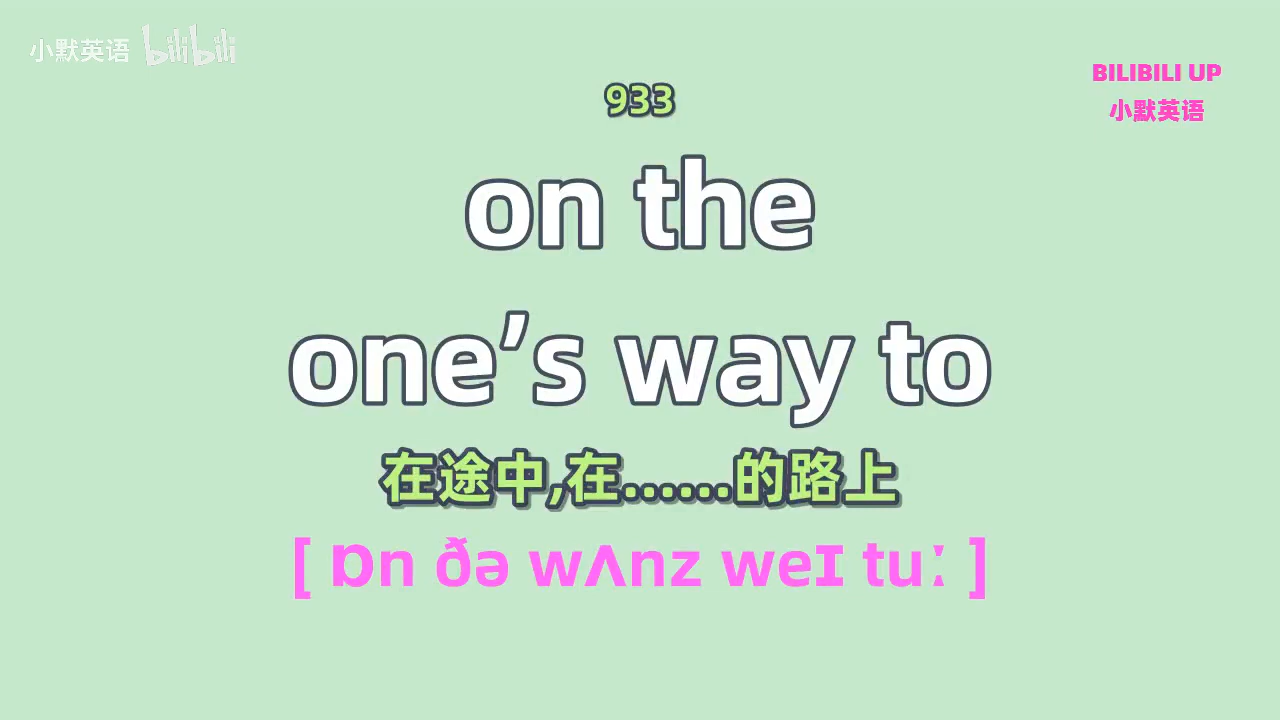 小默英语 bilibili
BILIBILI UP
小默英语
933
on the
one’s way to
在途中,在……的路上
[ ɒn ðə wʌnz weɪ tuː ]